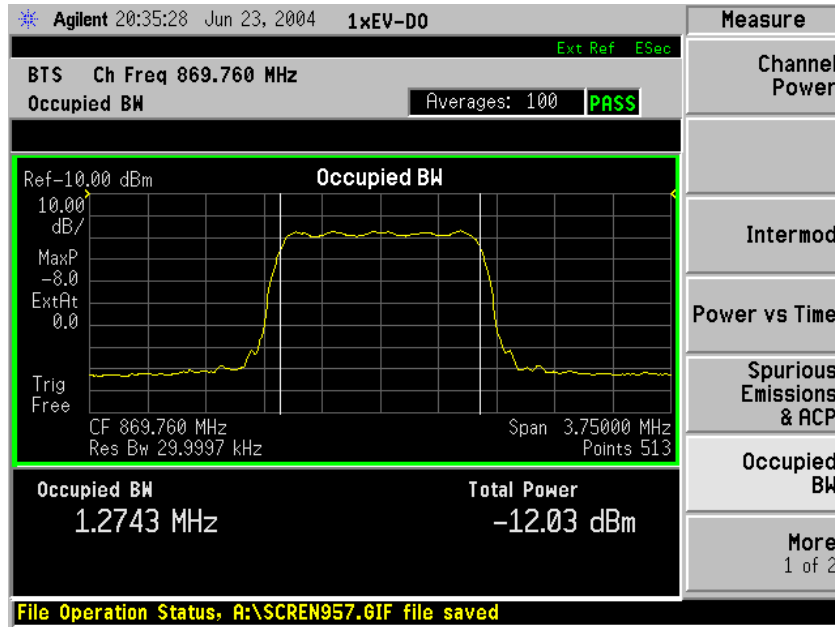 Agilent 20:35:28 Jun 23, 2004 1xEV-DO
Measure
Ext Ref ESec
BTS Ch Freq 869.760 MHz
Occupied BW
Averages: 100 PASS
Ref-10.00 dBm
Occupied BW
10.00
dB/
MaxP
-8.0
ExtAt
0.0
Trig
Free
CF 869.760 MHz
Span 3.75000 MHz
Res Bw 29.9997 kHz
Points 513
Occupied BW
Total Power
1.2743 MHz
-12.03 dBm
File Operation Status, A:\SCREN957.GIF file saved
Channel
Power
Intermod
Power vs Time
Spurious
Emissions
& ACP
Occupied
BW
More
1 of 2